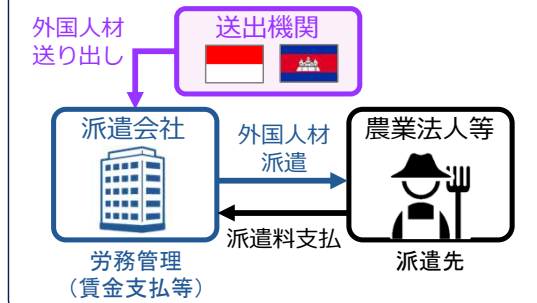 外国人材
送り出し
送出機関
派遣会社
外国人材
派遣
農業法人等
派遣料支払
労務管理
（賃金支払等）
派遣先